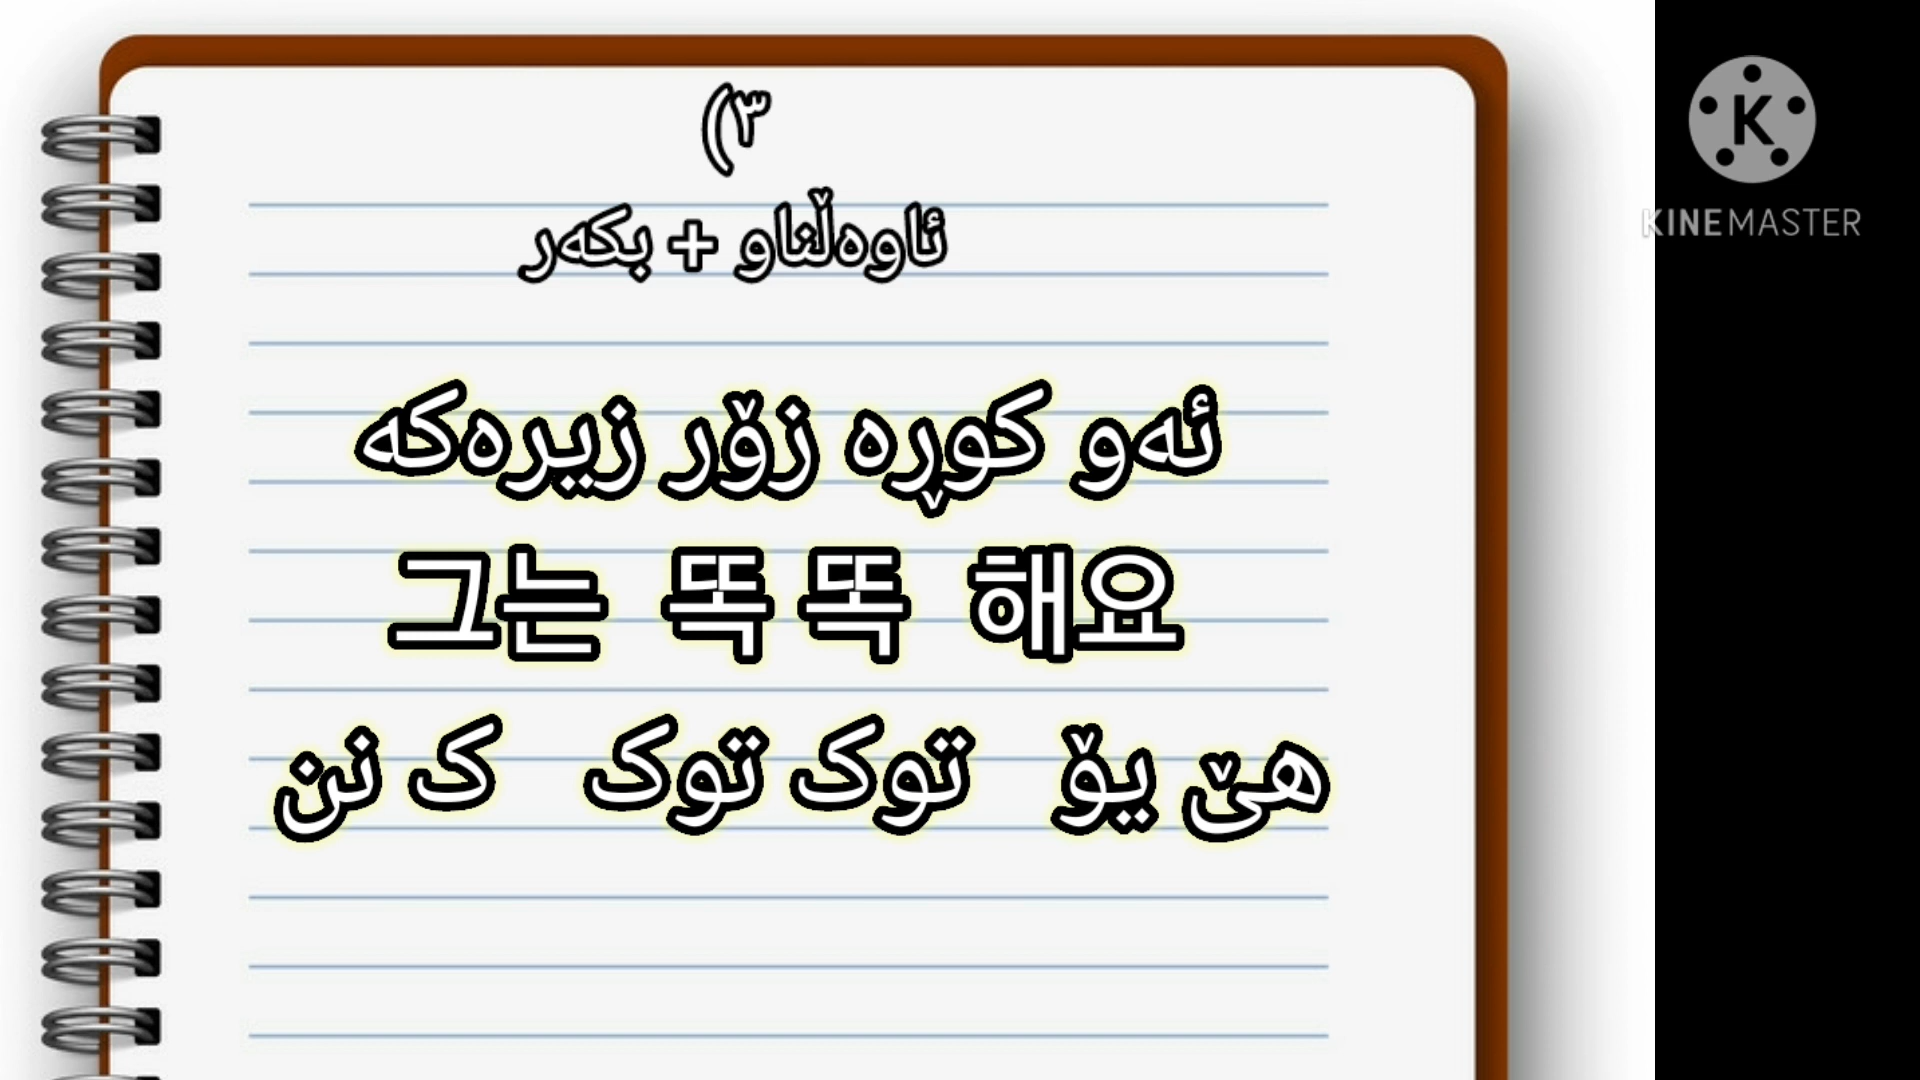 ٣)
ئاوەڵناو + بکەر
ئەو کوڕە زۆر زیرەکە
그는 똑 똑 해요
هێ یۆ توک توک ک نن
K
KINEMASTER